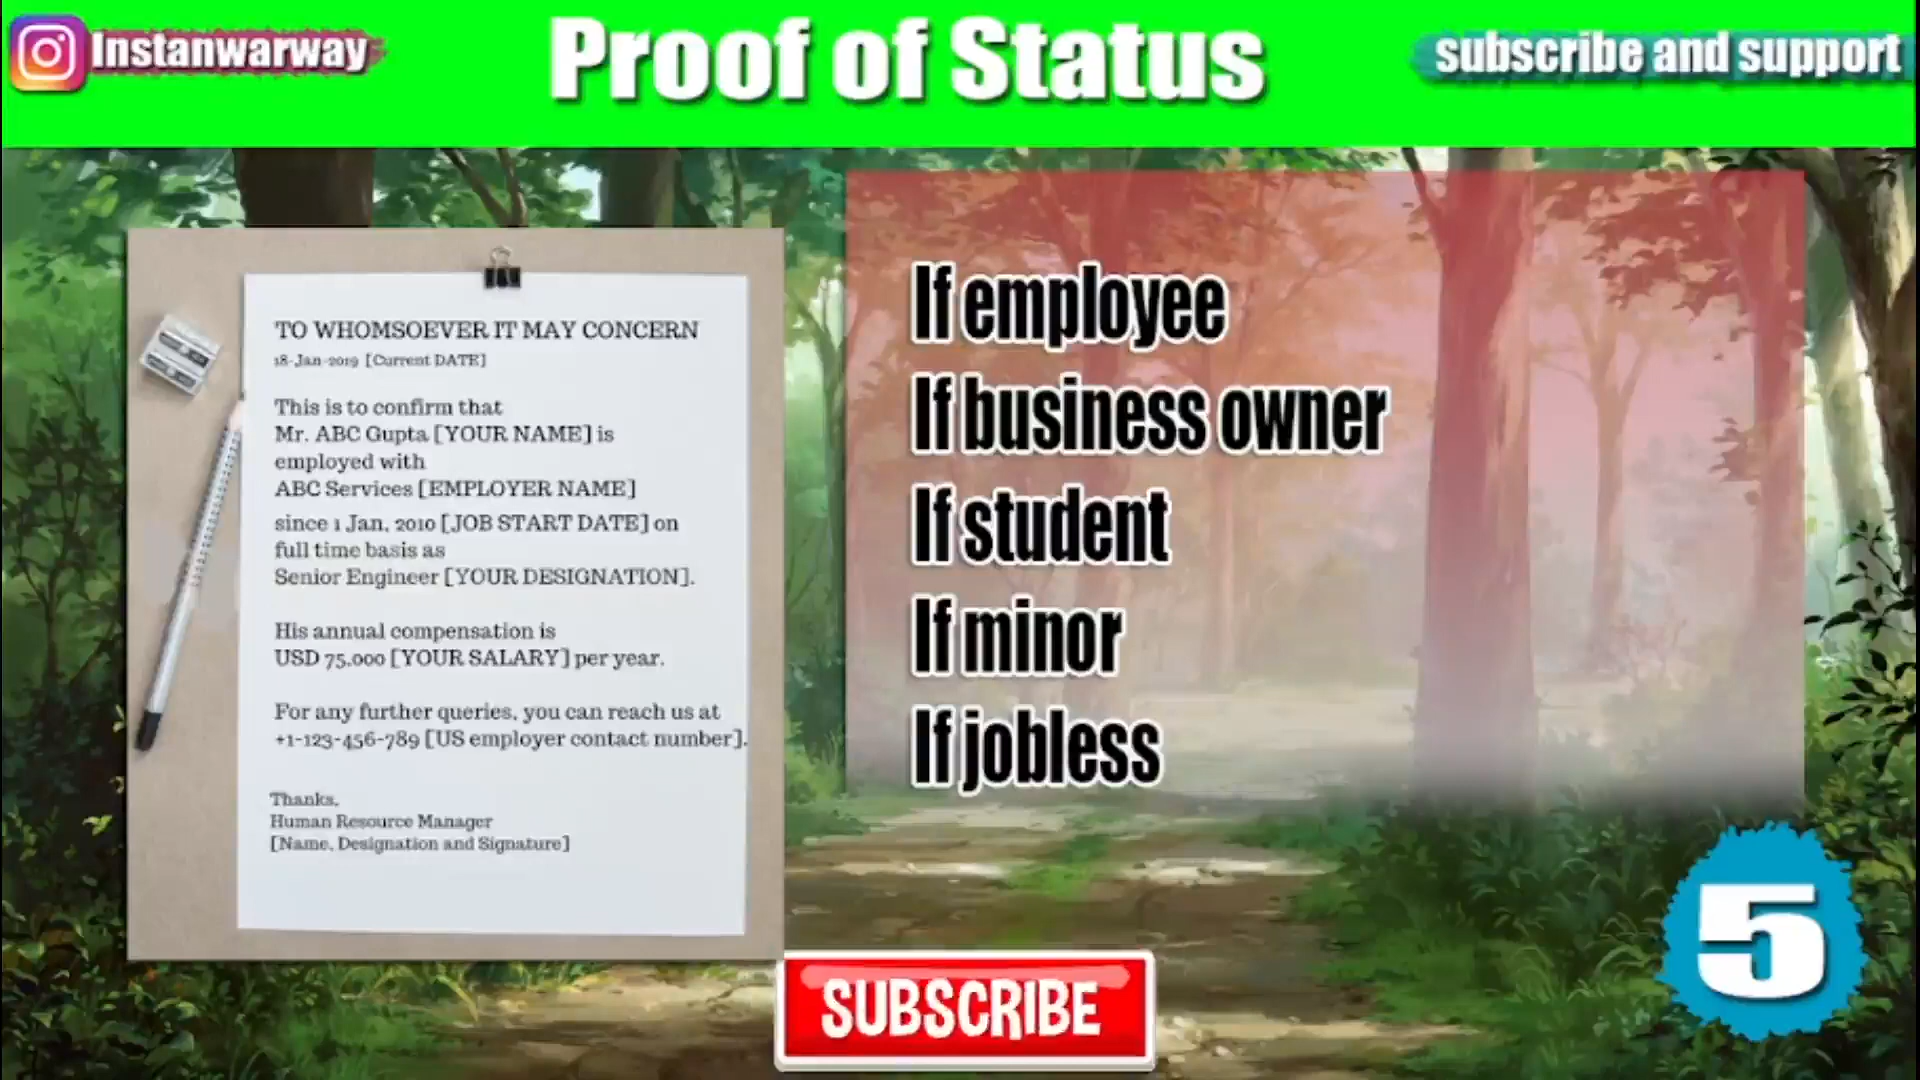 Instanwarway
Proof of Status
subscribe and support
TO WHOMSOEVER IT MAY CONCERN
18-Jan-2019 [Current DATE]
This is to confirm that
Mr. ABC Gupta [YOUR NAME] is
employed with
ABC Services [EMPLOYER NAME]
since 1 Jan, 2010 [JOB START DATE] on
full time basis as
Senior Engineer [YOUR DESIGNATION].
His annual compensation is
USD 75,000 [YOUR SALARY] per year.
For any further queries, you can reach us at
+1-123-456-789 [US employer contact number].
Thanks,
Human Resource Manager
[Name, Designation and Signature]
If employee
If business owner
If student
If minor
If jobless
5
SUBSCRIBE